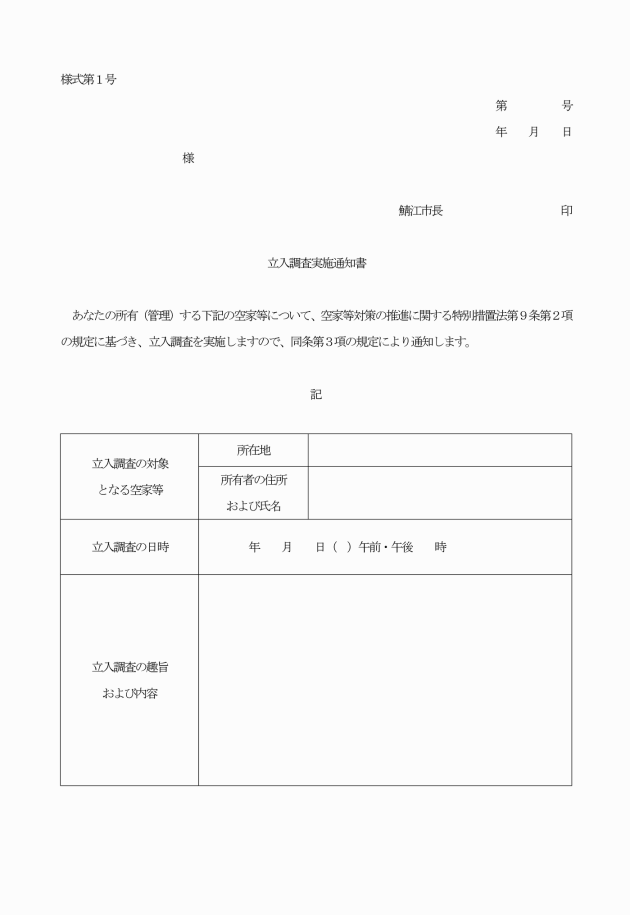 様式第１号
第　　　　　号
年　　月　　日
様
鯖江市長　　　　　　　　　　　印
立入調査実施通知書
あなたの所有（管理）する下記の空家等について、空家等対策の推進に関する特別措置法第９条第２項
の規定に基づき、立入調査を実施しますので、同条第３項の規定により通知します。
記
立入調査の対象
となる空家等
所在地
所有者の住所
および氏名
立入調査の日時
年　　月　　日（　）午前・午後　　時
立入調査の趣旨
および内容